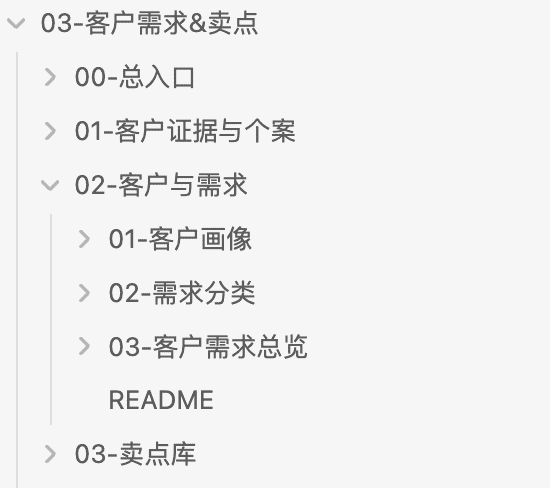 03-客户需求&卖点
00-总入口
01-客户证据与个案
02-客户与需求
01-客户画像
02-需求分类
03-客户需求总览
README
03-卖点库